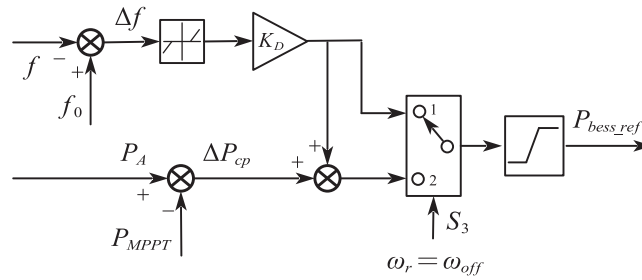 Δf
K_D
f
−
+
f_0
1
P_bess_ref
P_A
ΔP_cp
+
+
+
−
2
P_MPPT
S_3
ω_r = ω_off